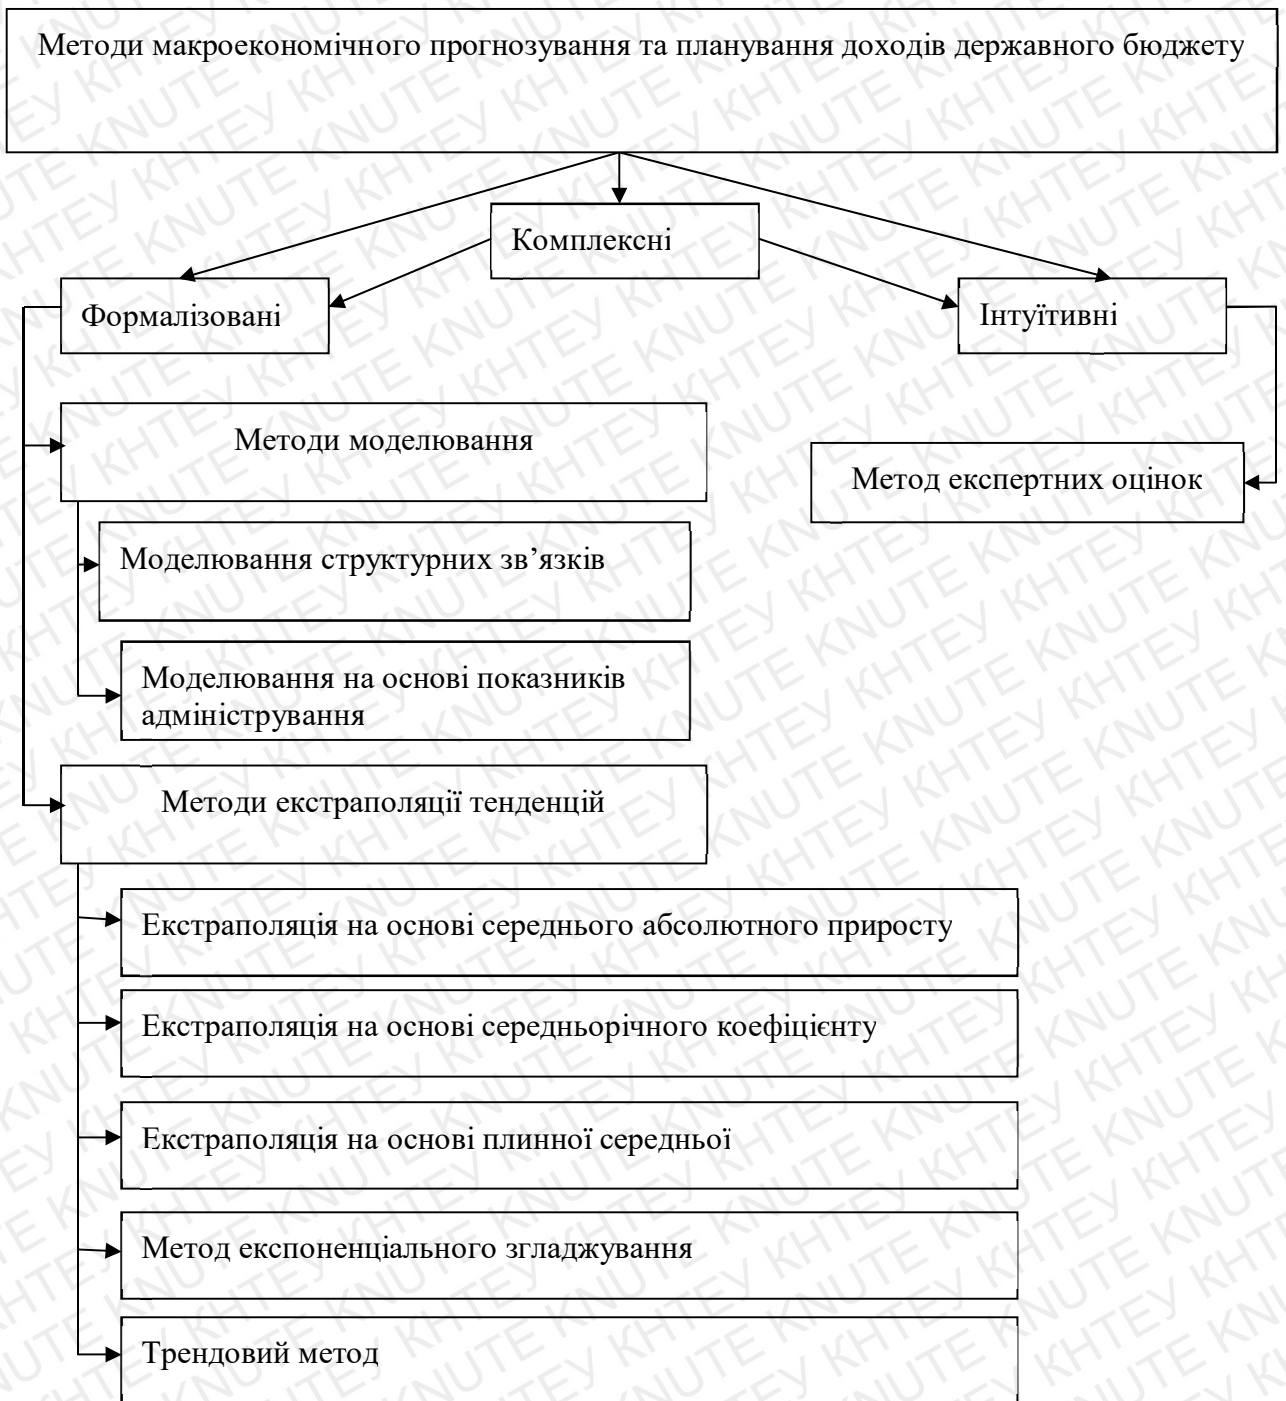 Методи макроекономічного прогнозування та планування доходів державного бюджету
Комплексні
Формалізовані
Інтуїтивні
Методи моделювання
Метод експертних оцінок
Моделювання структурних зв’язків
Моделювання на основі показників
адміністрування
Методи екстраполяції тенденцій
Екстраполяція на основі середнього абсолютного приросту
Екстраполяція на основі середньорічного коефіцієнту
Екстраполяція на основі плинної середньої
Метод експоненціального згладжування
Трендовий метод